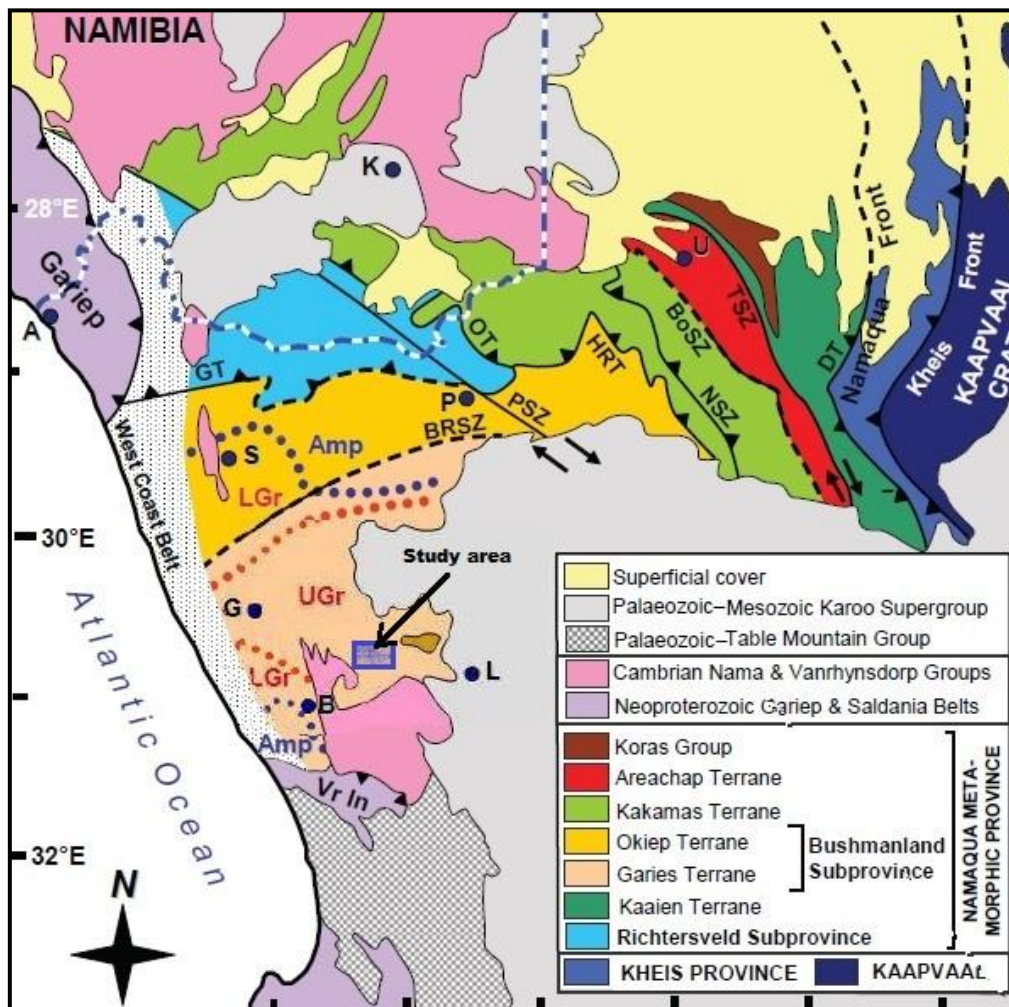 NAMIBIA
K
28°E
Gariep
A
U
Namaqua
Front
Kheis
Front
KAAPVAAL
CRAT
OT
BoSZ
TSZ
DT
GT
HRT
P
PSZ
NSZ
BRSZ
S
Amp
LGr
West Coast Belt
30°E
Study area
G
UGr
LGr
L
B
Amp
Vr In
Atlantic Ocean
32°E
N
Superficial cover
Palaeozoic–Mesozoic Karoo Supergroup
Palaeozoic–Table Mountain Group
Cambrian Nama & Vanrhynsdorp Groups
Neoproterozoic Gariep & Saldania Belts
Koras Group
Areachap Terrane
Kakamas Terrane
Okiep Terrane
Garies Terrane
Bushmanland
Subprovince
Kaaien Terrane
Richtersveld Subprovince
NAMAQUA META-
MORPHIC PROVINCE
KHEIS PROVINCE
KAAPVAAL